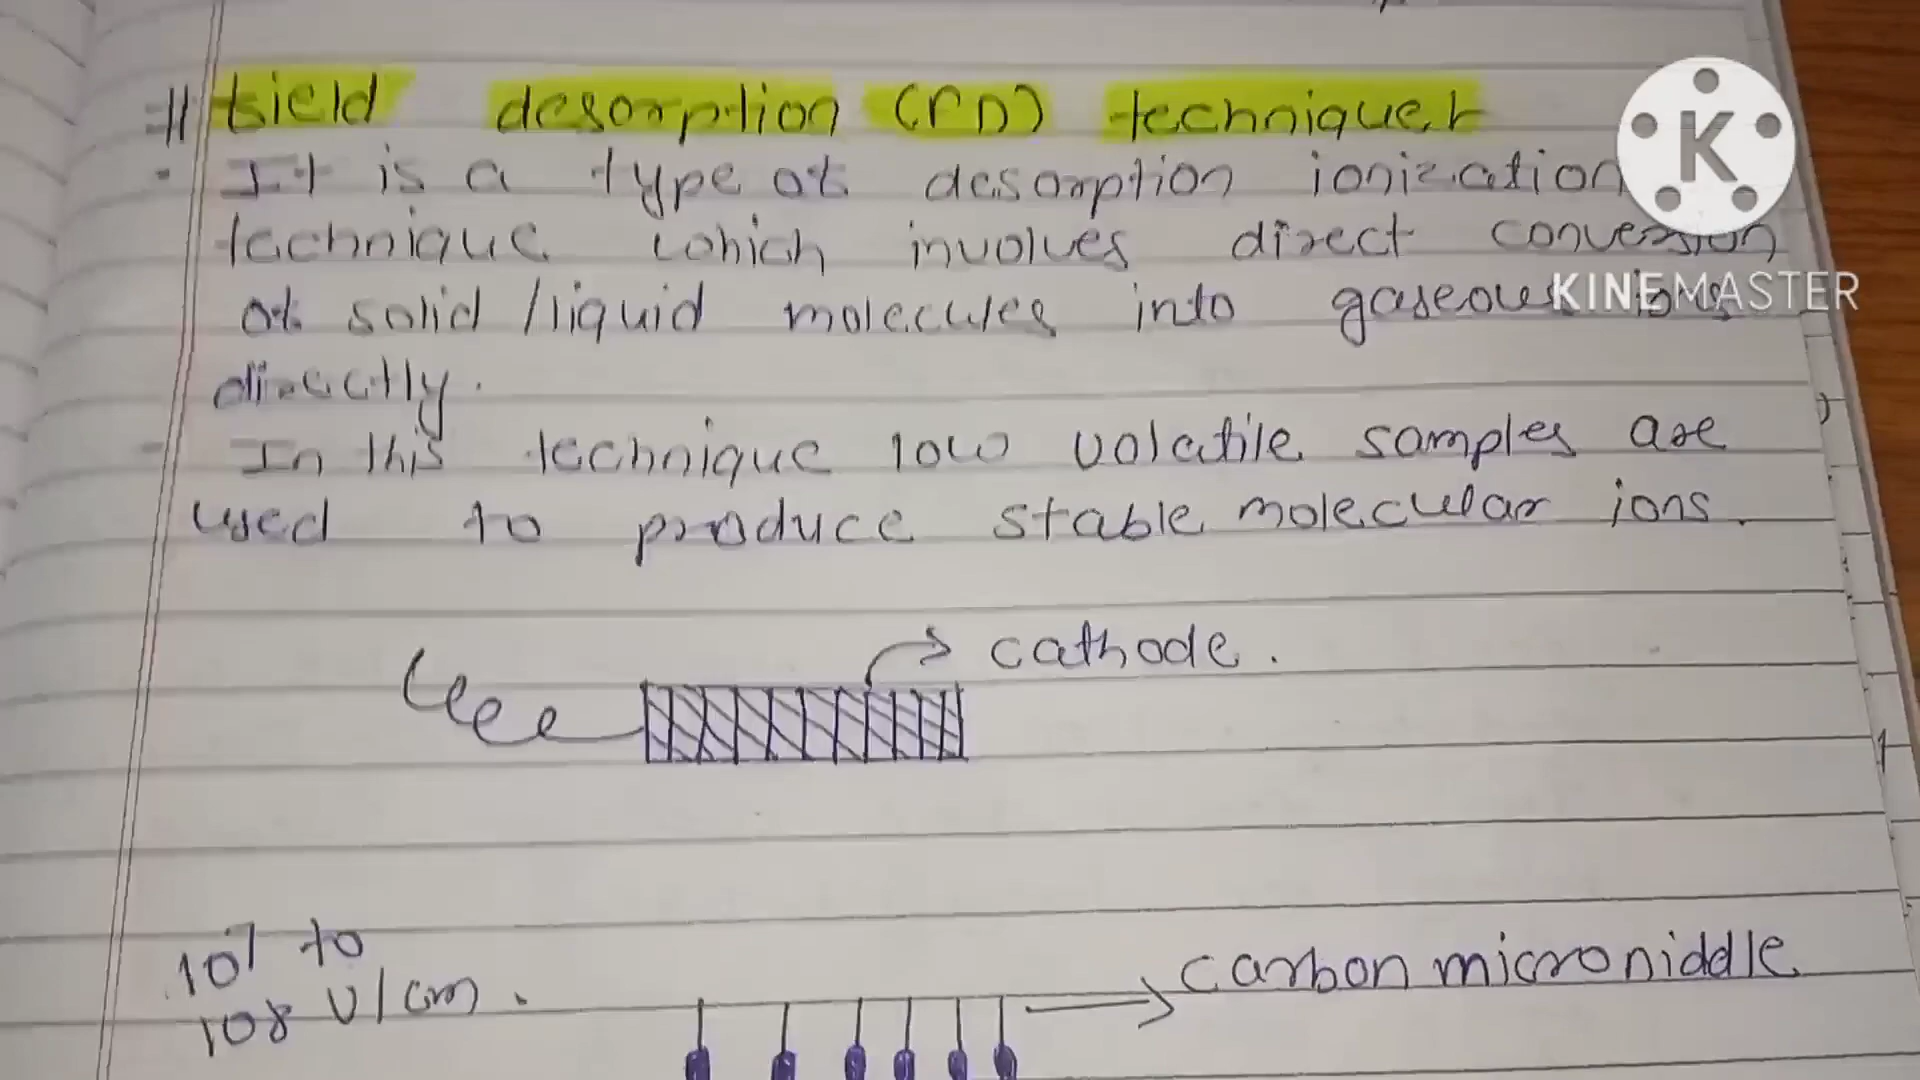 Field desorption (FD) technique:-
It is a type of desorption ionization
technique which involves direct conversion
of solid/liquid molecules into gaseous ions
directly.
In this technique low volatile samples are
used to produce stable molecular ions.
cathode.
10⁷ to
10⁸ V/cm.
carbon microniddle
K
KINEMASTER